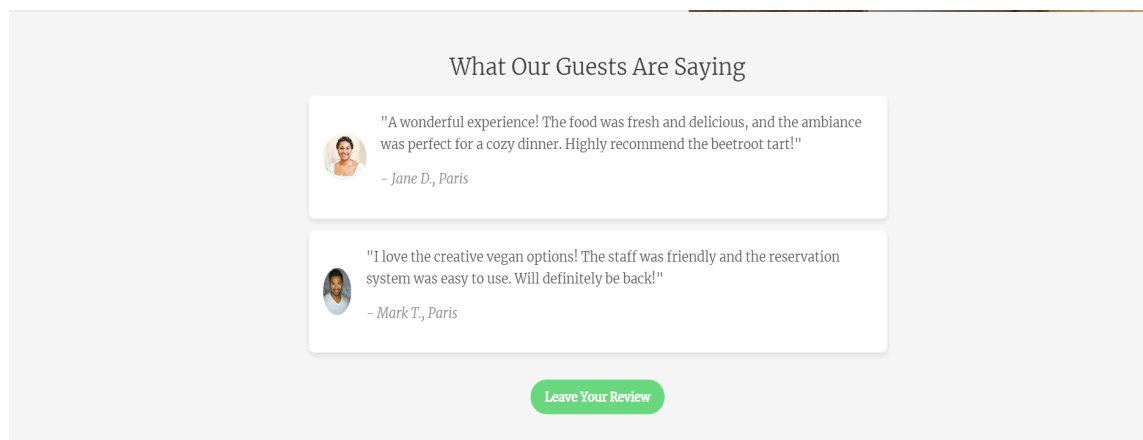 What Our Guests Are Saying
"A wonderful experience! The food was fresh and delicious, and the ambiance
was perfect for a cozy dinner. Highly recommend the beetroot tart!"
- Jane D., Paris
"I love the creative vegan options! The staff was friendly and the reservation
system was easy to use. Will definitely be back!"
- Mark T., Paris
Leave Your Review